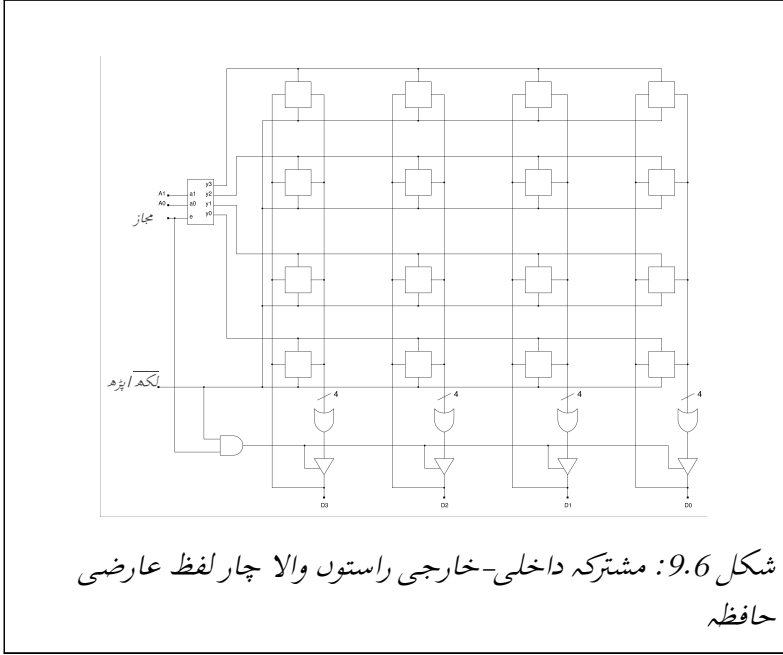 y3
A1 a1 y2
A0 a0 y1
مجاز e y0
لکھ/پڑھ
4 4 4 4
D3 D2 D1 D0
شکل 9.6: مشترکہ داخلی-خارجی راستوں والا چار لفظ عارضی
حافظہ